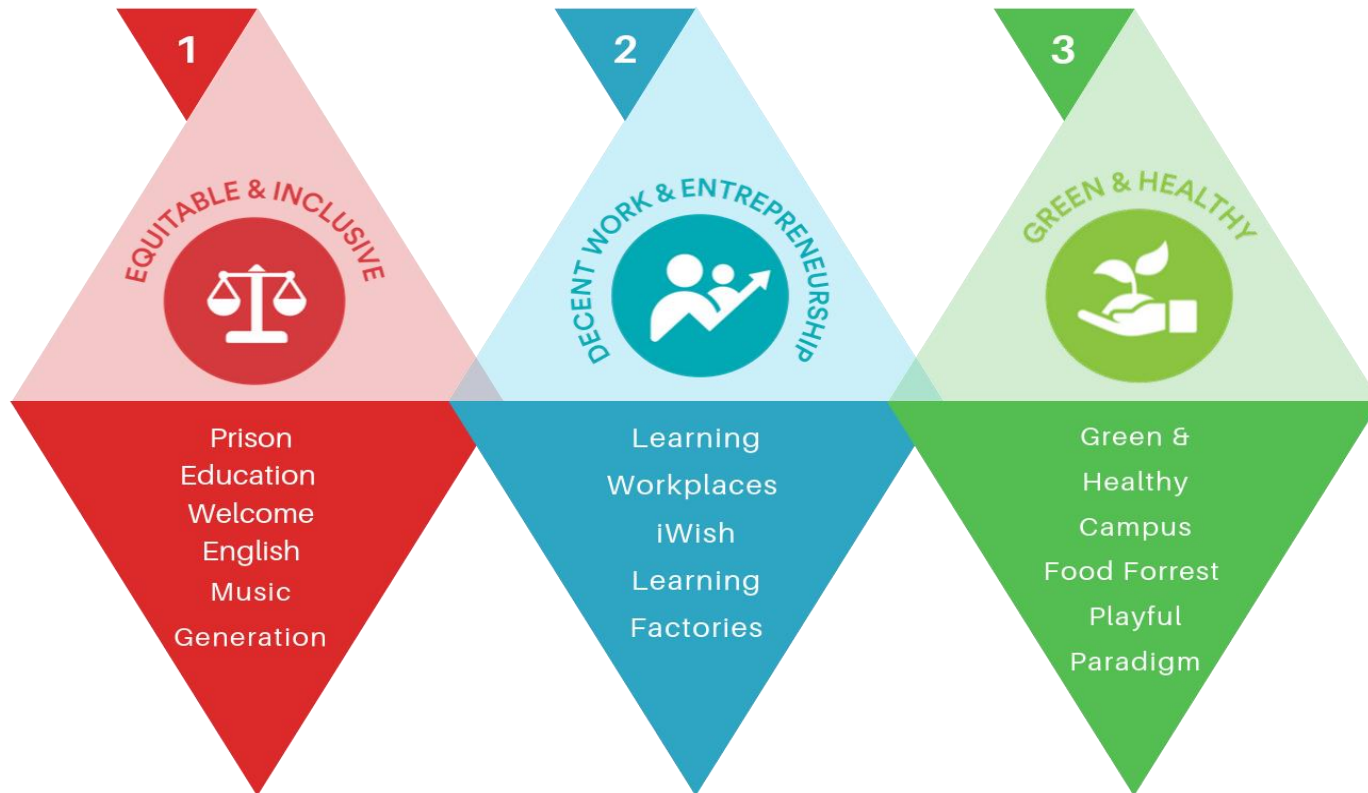 1
EQUITABLE & INCLUSIVE
Prison
Education
Welcome
English
Music
Generation
2
DECENT WORK & ENTREPRENEURSHIP
Learning
Workplaces
iWish
Learning
Factories
3
GREEN & HEALTHY
Green &
Healthy
Campus
Food Forrest
Playful
Paradigm